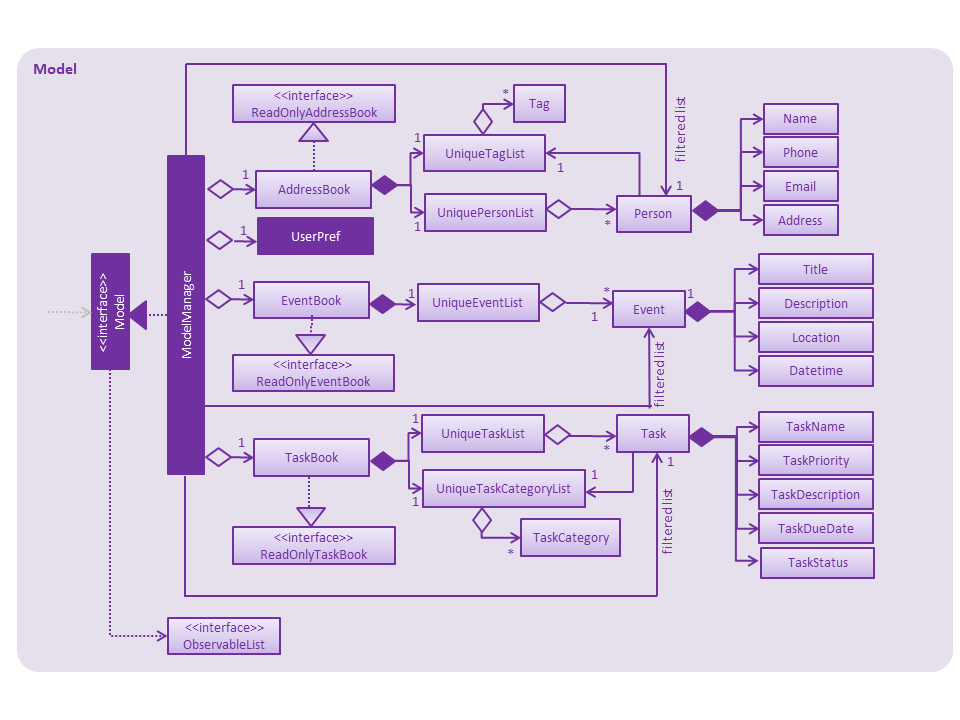 Model
<<interface>>
ReadOnlyAddressBook
*
Tag
filtered list
Name
1
UniqueTagList
1
Phone
1
AddressBook
1
Email
UniquePersonList
1
*
Person
Address
1
UserPref
<<interface>>
Model
ModelManager
1
EventBook
1
UniqueEventList
*
1
Event
1
Title
Description
Location
Datetime
<<interface>>
ReadOnlyEventBook
filtered list
1
UniqueTaskList
*
Task
TaskName
1
TaskBook
1
TaskPriority
1
UniqueTaskCategoryList
1
TaskDescription
*
TaskCategory
filtered list
TaskDueDate
TaskStatus
<<interface>>
ReadOnlyTaskBook
<<interface>>
ObservableList